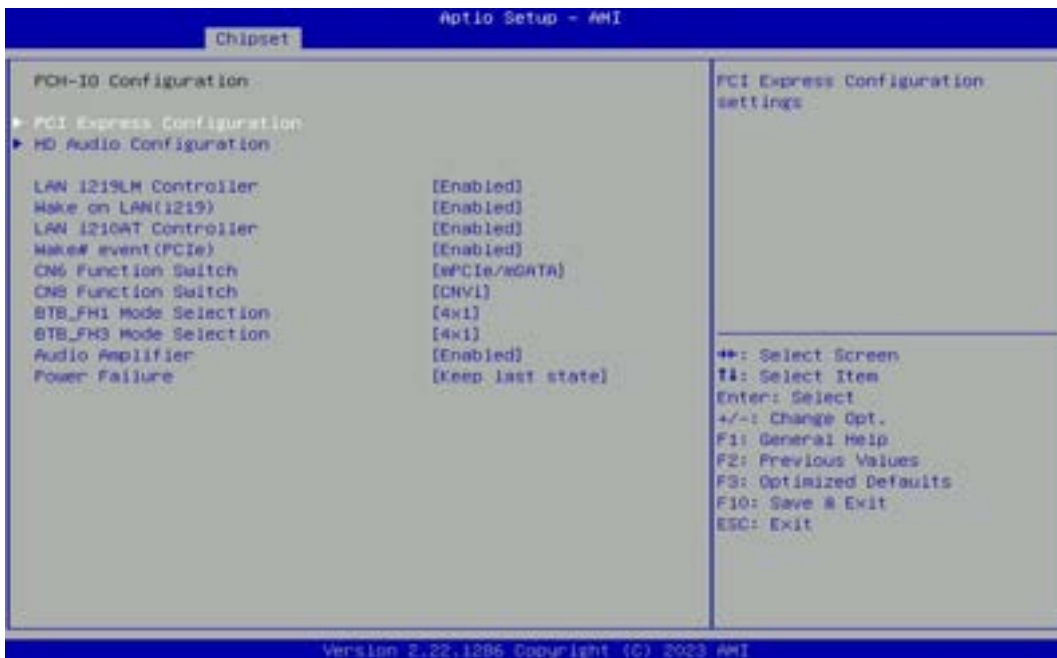 Aptio Setup - AMI
Chipset
PCH-IO Configuration
PCI Express Configuration
HD Audio Configuration
LAN i219LM Controller [Enabled]
Wake on LAN(i219) [Enabled]
LAN i210AT Controller [Enabled]
Wake# event(PCIe) [Enabled]
CN6 Function Switch [mPCIe/mSATA]
CN8 Function Switch [CNVi]
BTB_FH1 Mode Selection [4x1]
BTB_FH3 Mode Selection [4x1]
Audio Amplifier [Enabled]
Power Failure [Keep last state]
PCI Express Configuration
settings
→←: Select Screen
↑↓: Select Item
Enter: Select
+/-: Change Opt.
F1: General Help
F2: Previous Values
F3: Optimized Defaults
F10: Save & Exit
ESC: Exit
Version 2.22.1286 Copyright (C) 2023 AMI